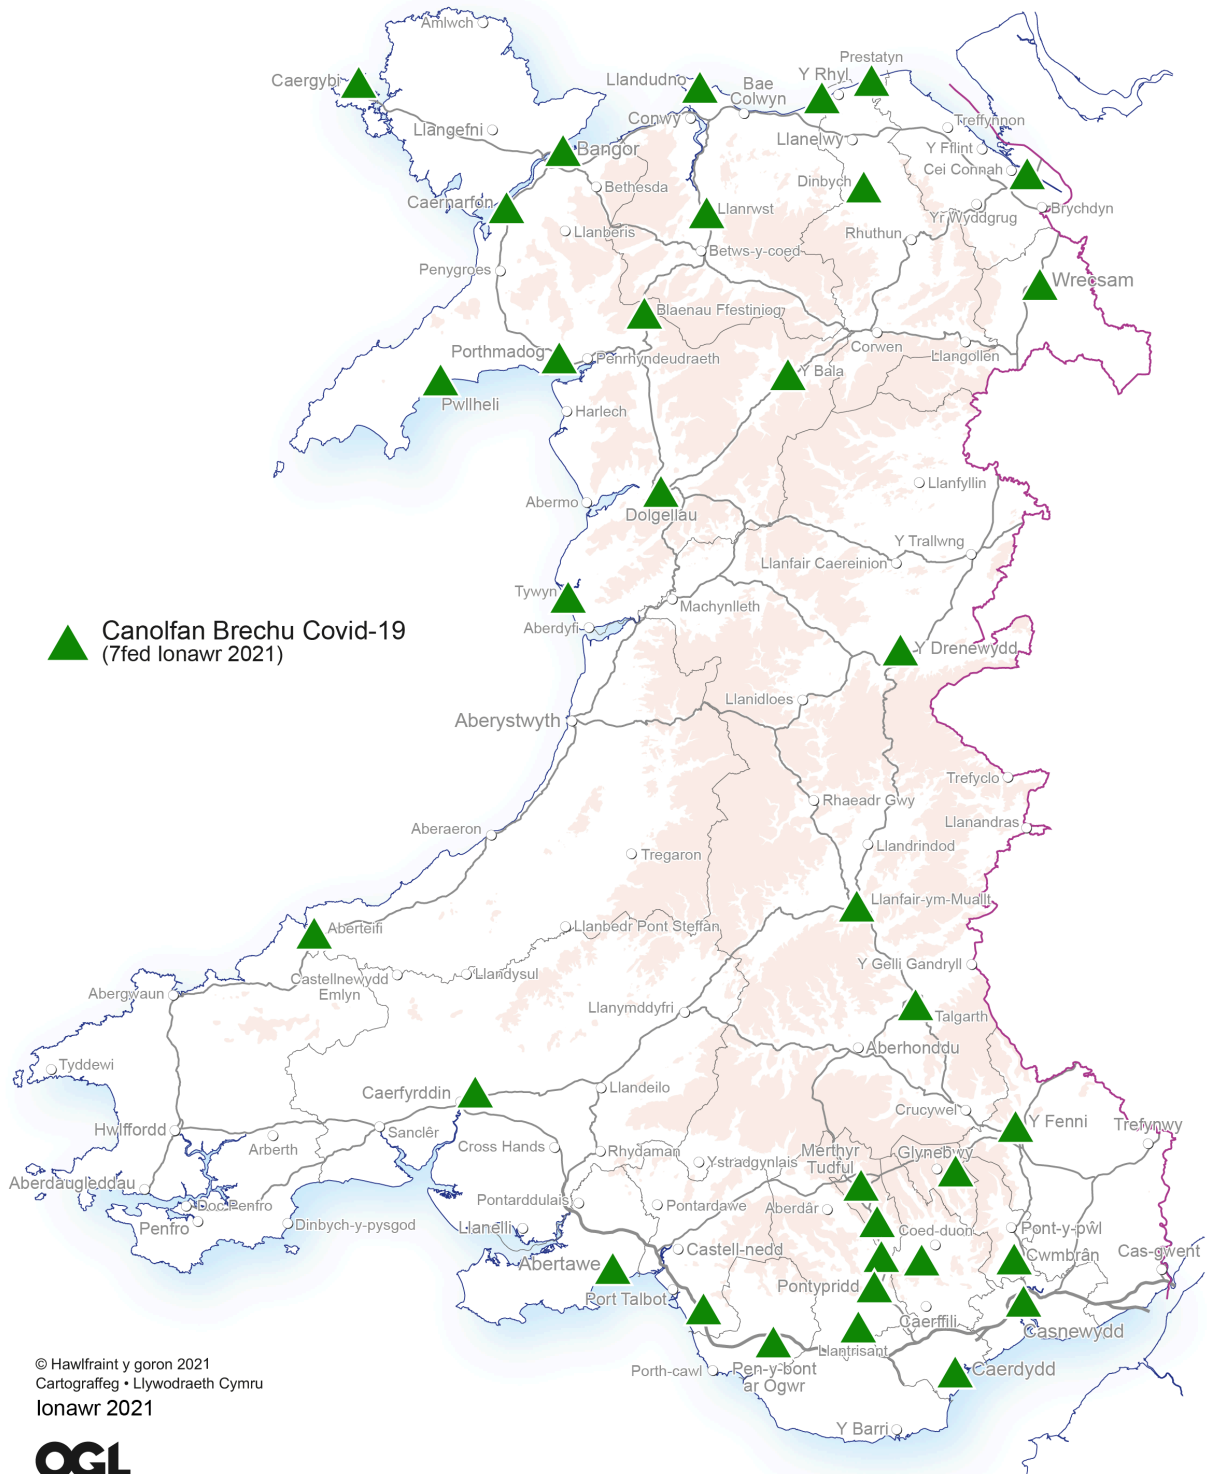 Amlwch
Prestatyn
Caergybi
Llandudno
Bae
Colwyn
Y Rhyl
Conwy
Treffynnon
Llangefni
Llanelwy
Y Fflint
Bangor
Cei Connah
Bethesda
Dinbych
Caernarfon
Llanrwst
Yr Wyddgrug
Brychdyn
Llanberis
Rhuthun
Betws-y-coed
Penygroes
Wrecsam
Blaenau Ffestiniog
Corwen
Porthmadog
Penrhyndeudraeth
Llangollen
Y Bala
Pwllheli
Harlech
Llanfyllin
Abermo
Dolgellau
Y Trallwng
Llanfair Caereinion
Tywyn
Machynlleth
Aberdyfi
Canolfan Brechu Covid-19
(7fed Ionawr 2021)
Y Drenewydd
Llanidloes
Aberystwyth
Trefyclo
Rhaeadr Gwy
Llanandras
Aberaeron
Llandrindod
Tregaron
Llanfair-ym-Muallt
Aberteifi
Llanbedr Pont Steffan
Y Gelli Gandryll
Castellnewydd
Emlyn
Llandysul
Abergwaun
Llanymddyfri
Talgarth
Aberhonddu
Tyddewi
Llandeilo
Caerfyrddin
Crucywel
Y Fenni
Trefynwy
Hwlffordd
Sanclêr
Arberth
Cross Hands
Rhydaman
Merthyr
Tudful
Glynebwy
Ystradgynlais
Aberdaugleddau
Doc Penfro
Pontarddulais
Pontardawe
Aberdâr
Penfro
Dinbych-y-pysgod
Llanelli
Coed-duon
Pont-y-pŵl
Castell-nedd
Cwmbrân
Cas-gwent
Abertawe
Pontypridd
Port Talbot
Caerffili
Casnewydd
Llantrisant
Porth-cawl
Pen-y-bont
ar Ogwr
Caerdydd
Y Barri
© Hawlfraint y goron 2021
Cartograffeg • Llywodraeth Cymru
Ionawr 2021
OGL